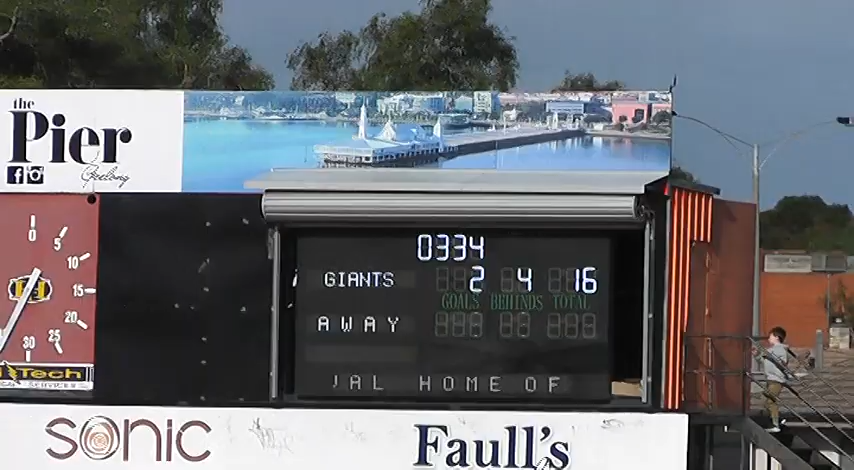 the
Pier
Geelong
0334
GIANTS 2 4 16
GOALS BEHINDS TOTAL
AWAY
HOME OF
0
5
10
15
20
25
30
Tech
SONIC
Faull's